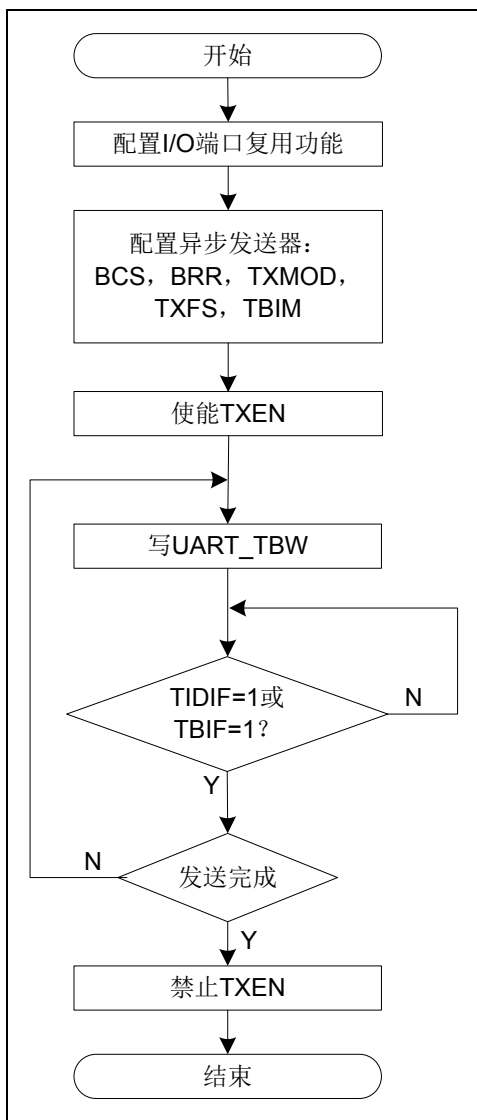 开始
配置I/O端口复用功能
配置异步发送器：
BCS，BRR，TXMOD，
TXFS，TBIM
使能TXEN
写UART_TBW
TIDIF=1或
TBIF=1？
N
Y
N
发送完成
Y
禁止TXEN
结束